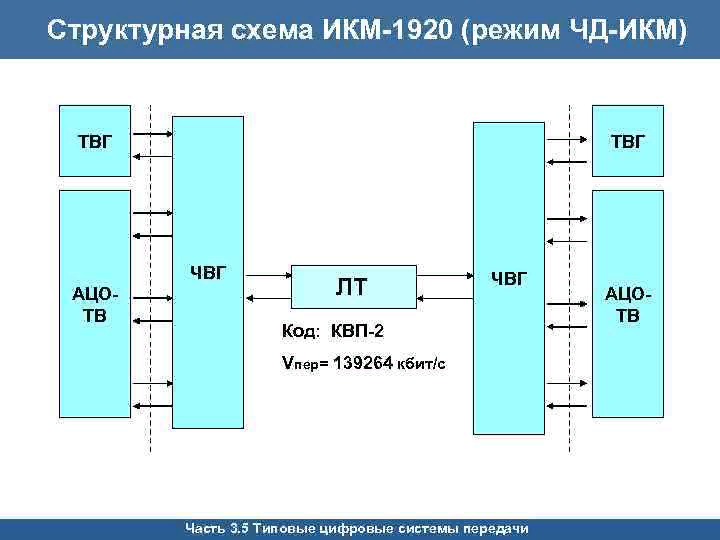 Структурная схема ИКМ-1920 (режим ЧД-ИКМ)
ТВГ
ТВГ
ЧВГ
ЛТ
ЧВГ
АЦО-
ТВ
АЦО-
ТВ
Код: КВП-2
Vпер= 139264 кбит/с
Часть 3.5 Типовые цифровые системы передачи